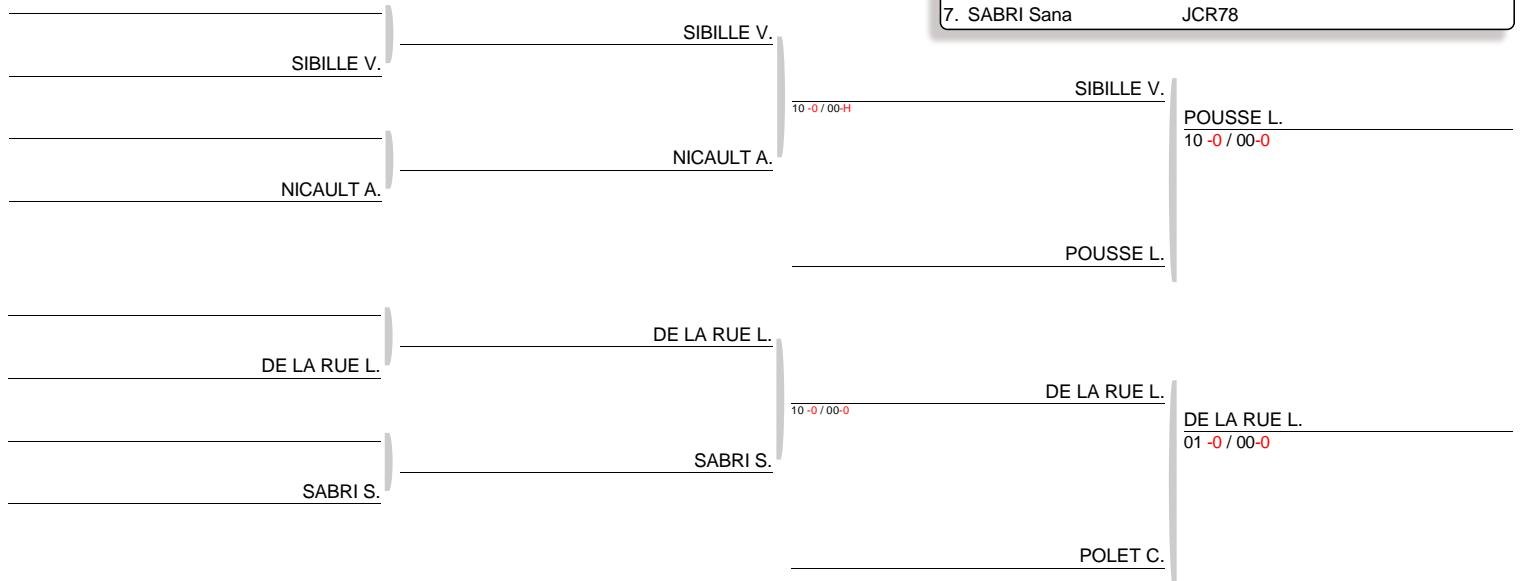 7. SABRI Sana JCR78
SIBILLE V.
SIBILLE V.
SIBILLE V.
10 -0 / 00-H
POUSSE L.
10 -0 / 00-0
NICAULT A.
NICAULT A.
POUSSE L.
DE LA RUE L.
DE LA RUE L.
DE LA RUE L.
10 -0 / 00-0
DE LA RUE L.
01 -0 / 00-0
SABRI S.
SABRI S.
POLET C.